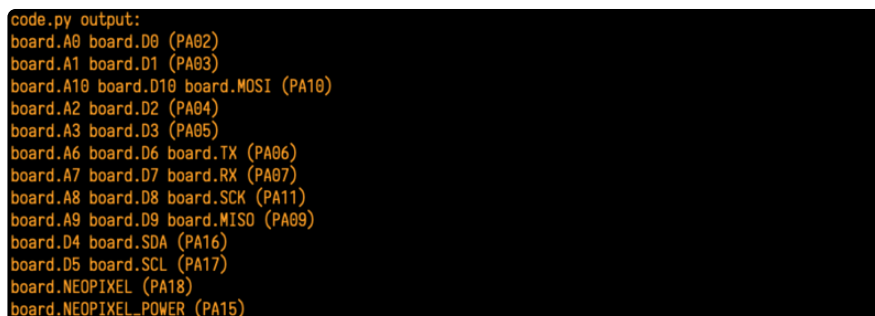 code.py output:
board.A0 board.D0 (PA02)
board.A1 board.D1 (PA03)
board.A10 board.D10 board.MOSI (PA10)
board.A2 board.D2 (PA04)
board.A3 board.D3 (PA05)
board.A6 board.D6 board.TX (PA06)
board.A7 board.D7 board.RX (PA07)
board.A8 board.D8 board.SCK (PA11)
board.A9 board.D9 board.MISO (PA09)
board.D4 board.SDA (PA16)
board.D5 board.SCL (PA17)
board.NEOPIXEL (PA18)
board.NEOPIXEL_POWER (PA15)